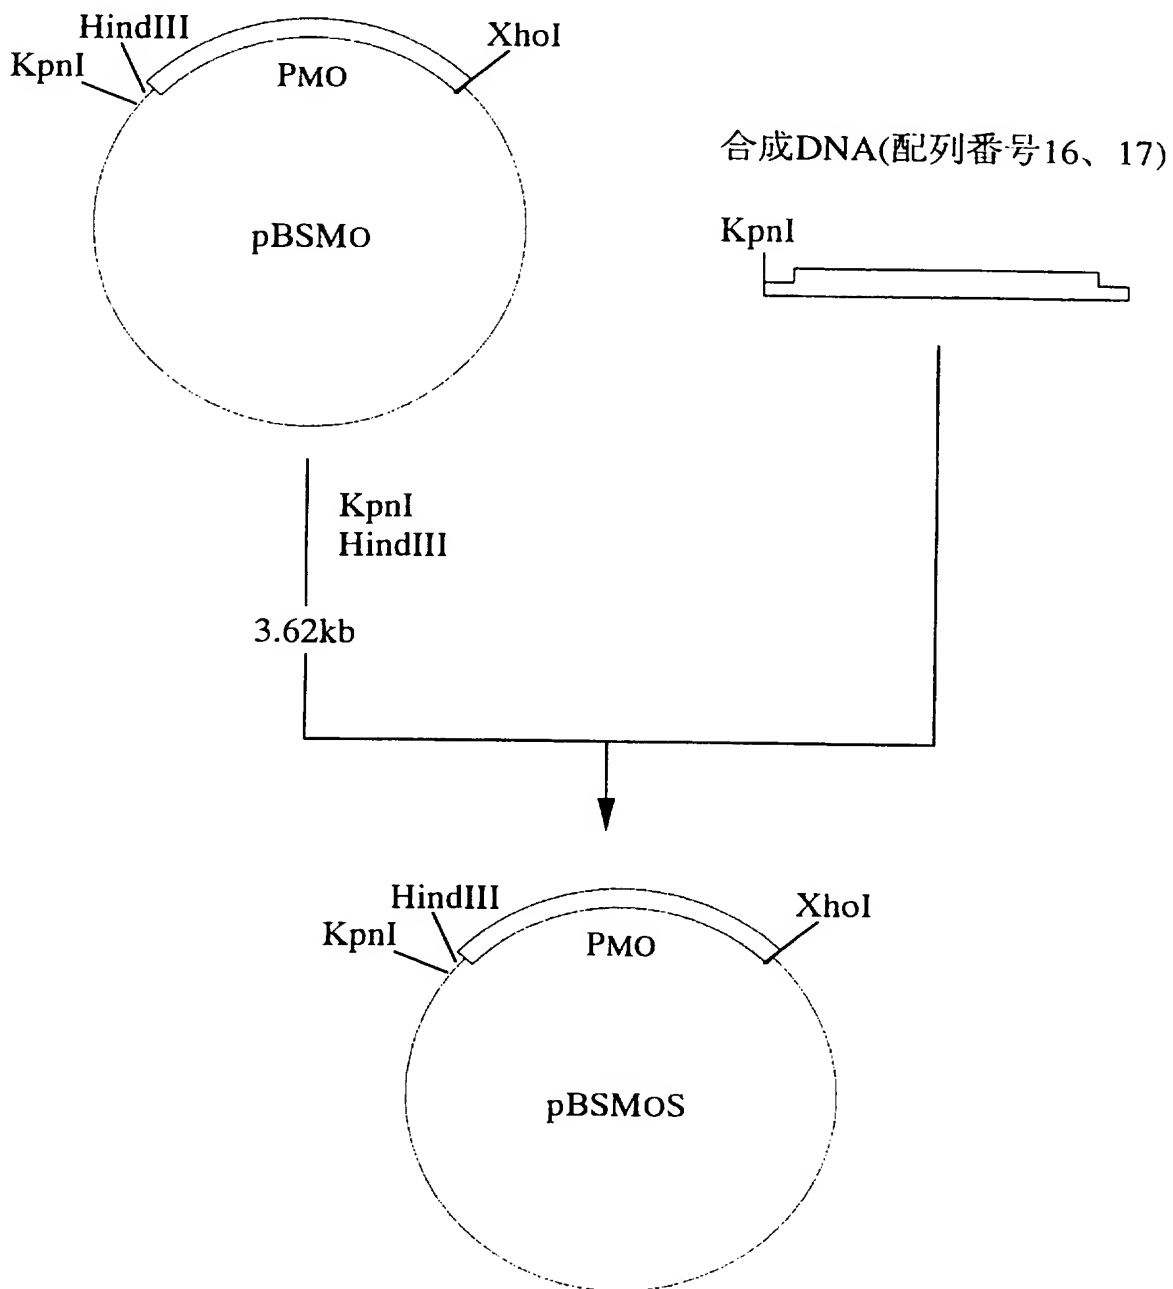 HindIII
XhoI
KpnI
PMO
合成DNA(配列番号16、17)
pBSMO
KpnI
KpnI
HindIII
3.62kb
HindIII
XhoI
KpnI
PMO
pBSMOS